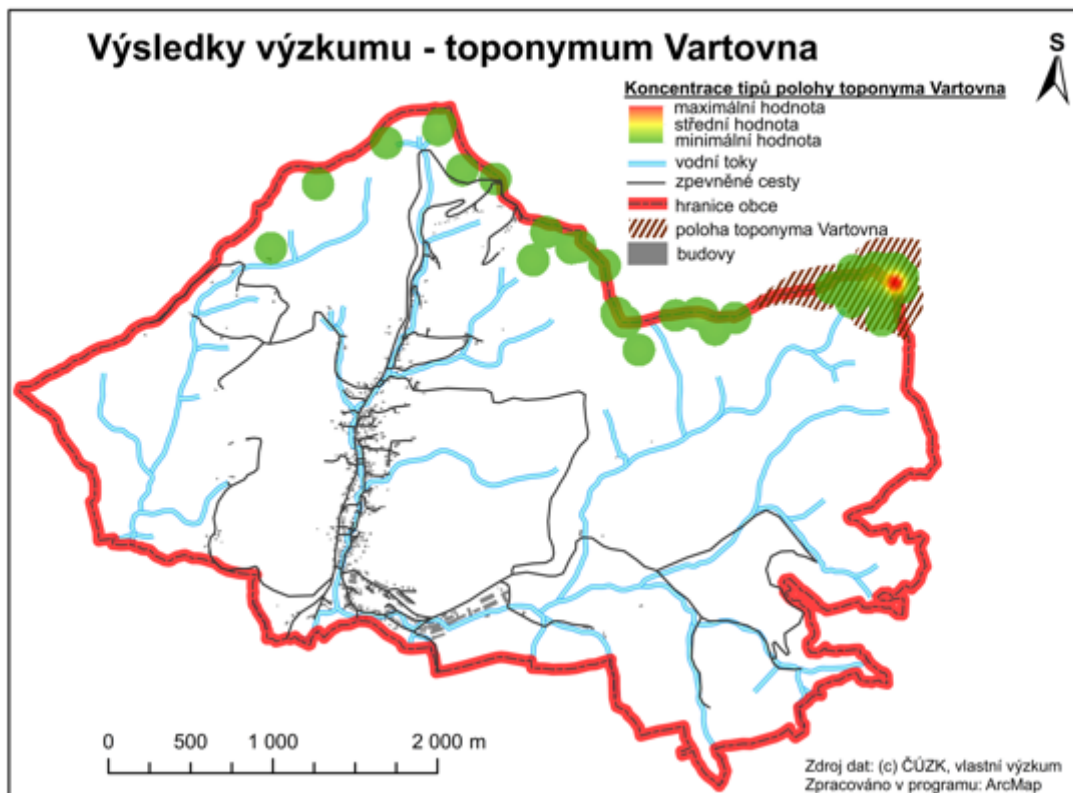 Výsledky výzkumu - toponymum Vartovna
S
Koncentrace tipů polohy toponyma Vartovna
maximální hodnota
střední hodnota
minimální hodnota
vodní toky
zpevněné cesty
hranice obce
poloha toponyma Vartovna
budovy
0 500 1 000 2 000 m
Zdroj dat: (c) ČÚZK, vlastní výzkum
Zpracováno v programu: ArcMap